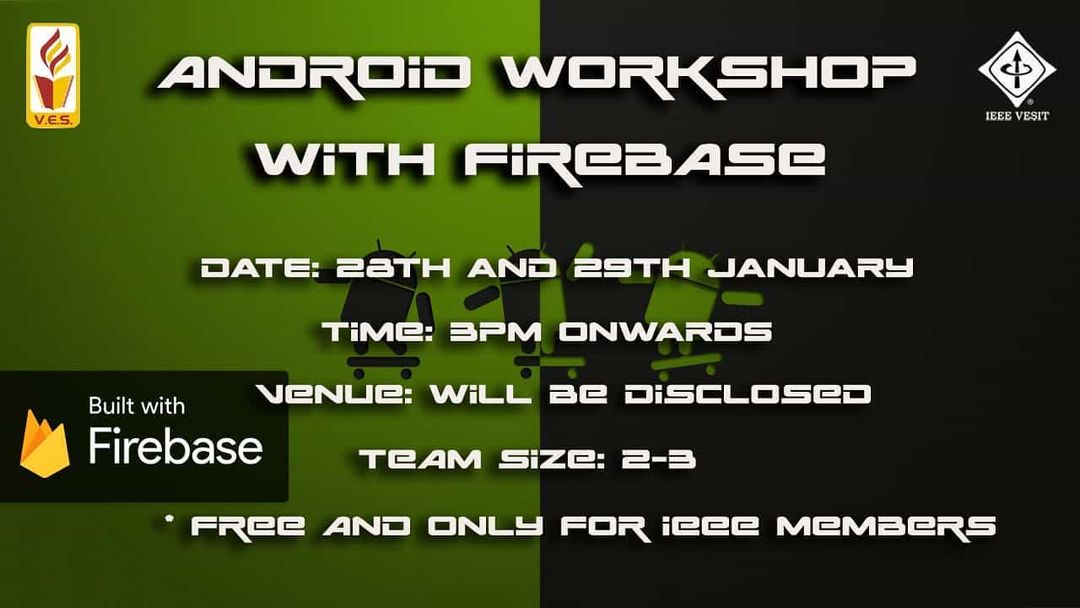 V.E.S.
IEEE VESIT
ANDROiD WORKSHOP
WiTH FiREBASE
DATE: 28TH AND 29TH JANUARY
TiME: 3PM ONWARDS
VENUE: WiLL BE DiSCLOSED
Built with
Firebase
TEAM SiZE: 2-3
* FREE AND ONLY FOR iEEE MEMBERS